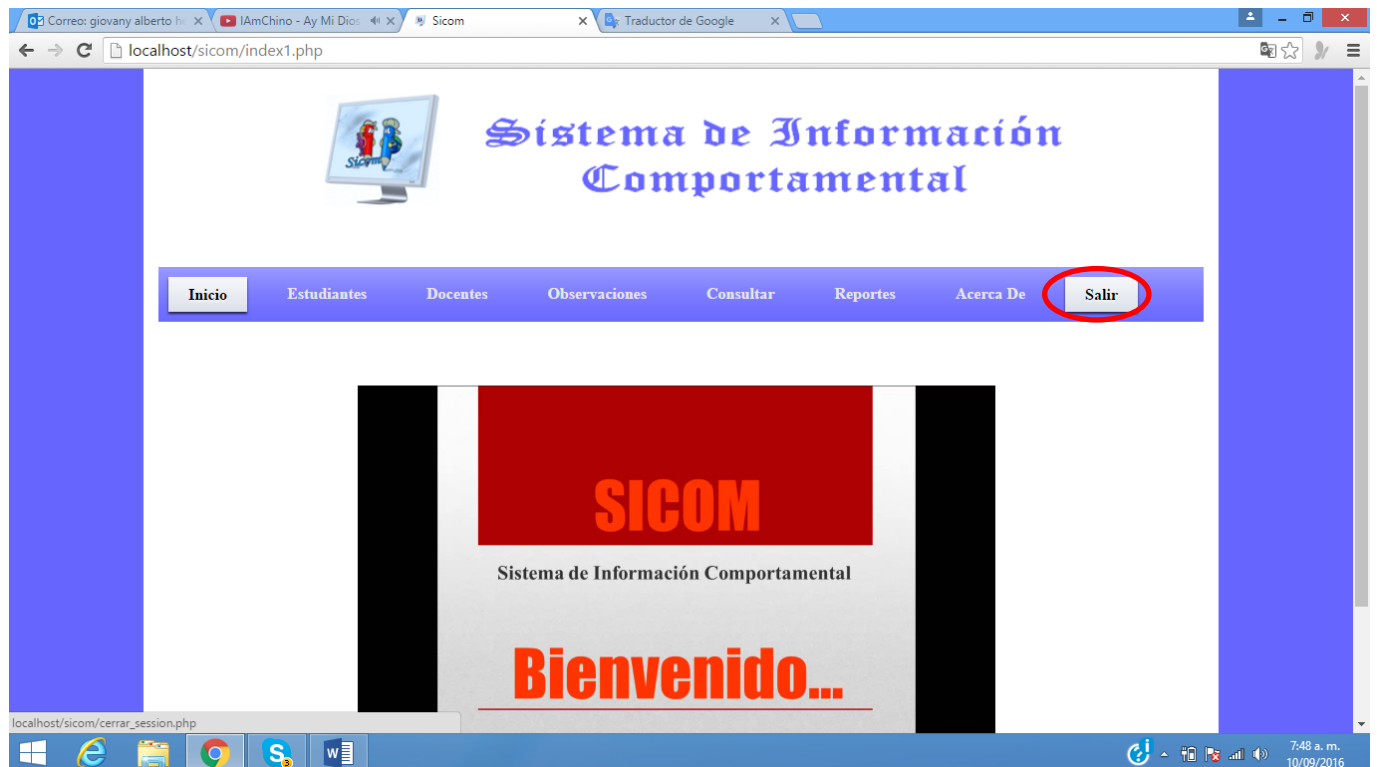 Correo: giovany alberto h
IAmChino - Ay Mi Dios
Sicom
Traductor de Google
localhost/sicom/index1.php
Sicom
Sistema de Información
Comportamental
Inicio Estudiantes Docentes Observaciones Consultar Reportes Acerca De Salir
SICOM
Sistema de Información Comportamental
Bienvenido...
localhost/sicom/cerrar_session.php
3
7:48 a. m.
10/09/2016